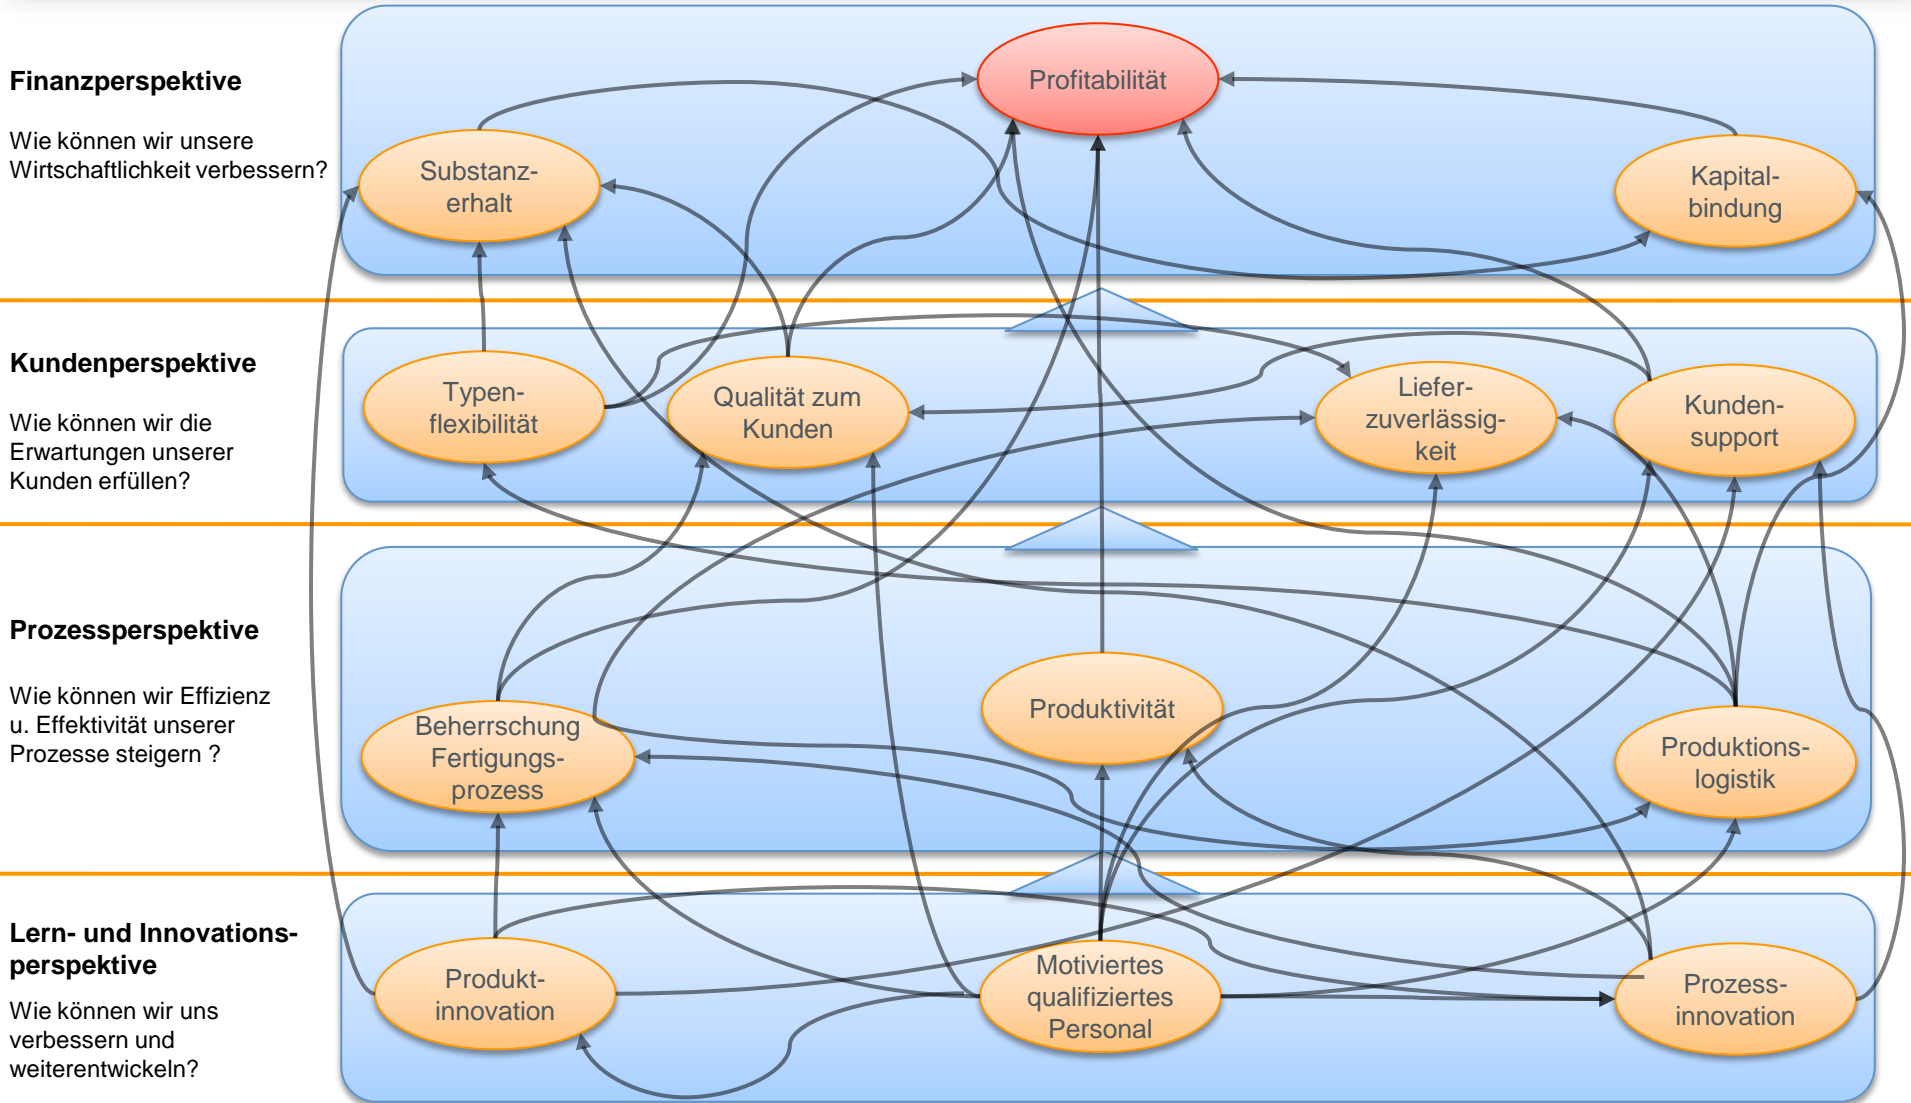 Finanzperspektive
Wie können wir unsere
Wirtschaftlichkeit verbessern?
Profitabilität
Substanz-
erhalt
Kapital-
bindung
Kundenperspektive
Wie können wir die
Erwartungen unserer
Kunden erfüllen?
Typen-
flexibilität
Qualität zum
Kunden
Liefer-
zuverlässig-
keit
Kunden-
support
Prozessperspektive
Wie können wir Effizienz
u. Effektivität unserer
Prozesse steigern ?
Beherrschung
Fertigungs-
prozess
Produktivität
Produktions-
logistik
Lern- und Innovations-
perspektive
Wie können wir uns
verbessern und
weiterentwickeln?
Produkt-
innovation
Motiviertes
qualifiziertes
Personal
Prozess-
innovation